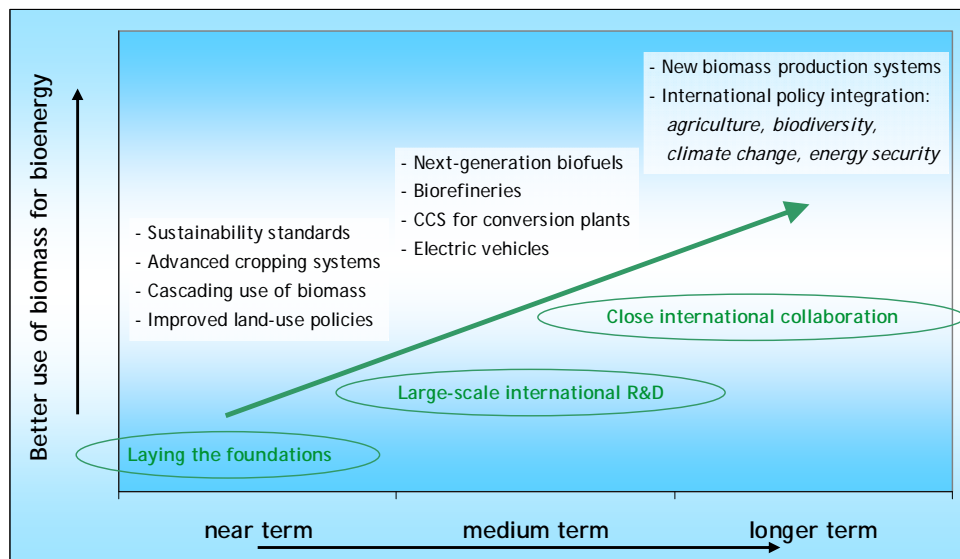 Better use of biomass for bioenergy
- New biomass production systems
- International policy integration:
agriculture, biodiversity,
climate change, energy security
- Next-generation biofuels
- Biorefineries
- CCS for conversion plants
- Electric vehicles
- Sustainability standards
- Advanced cropping systems
- Cascading use of biomass
- Improved land-use policies
Close international collaboration
Large-scale international R&D
Laying the foundations
near term
medium term
longer term